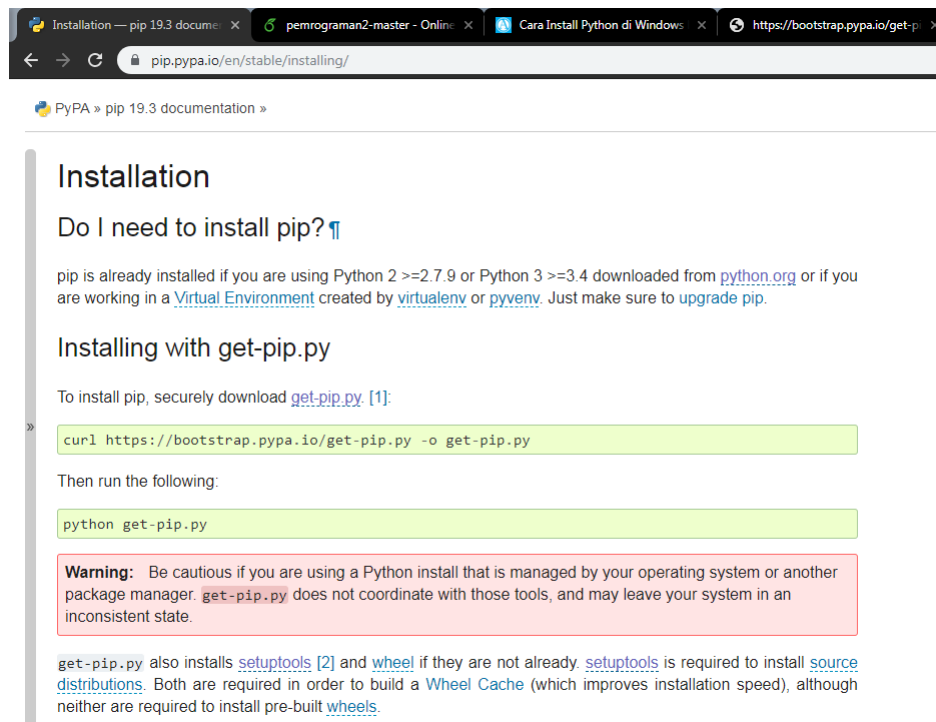 Installation — pip 19.3 documen
pemrograman2-master - Online
Cara Install Python di Windows
https://bootstrap.pypa.io/get-pi
pip.pypa.io/en/stable/installing/
PyPA » pip 19.3 documentation »
Installation
Do I need to install pip?¶
pip is already installed if you are using Python 2 >=2.7.9 or Python 3 >=3.4 downloaded from python.org or if you
are working in a Virtual Environment created by virtualenv or pyvenv. Just make sure to upgrade pip.
Installing with get-pip.py
To install pip, securely download get-pip.py. [1]:
»
curl https://bootstrap.pypa.io/get-pip.py -o get-pip.py
Then run the following:
python get-pip.py
Warning: Be cautious if you are using a Python install that is managed by your operating system or another
package manager. get-pip.py does not coordinate with those tools, and may leave your system in an
inconsistent state.
get-pip.py also installs setuptools [2] and wheel if they are not already. setuptools is required to install source
distributions. Both are required in order to build a Wheel Cache (which improves installation speed), although
neither are required to install pre-built wheels.